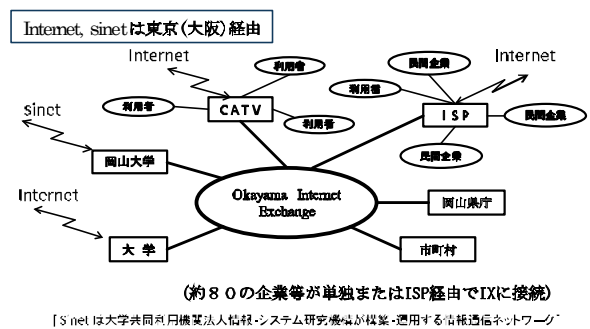 Internet, sinetは東京(大阪)経由
Internet
Internet
利用者
民間企業
利用者
利用者
CATV
利用者
ISP
民間企業
Sinet
民間企業
岡山大学
Okayama Internet
Exchange
Internet
岡山県庁
大学
市町村
(約80の企業等が単独またはISP経由でIXに接続)
「Sinetは大学共同利用機関法人情報・システム研究機構が構築・運用する情報通信ネットワーク」